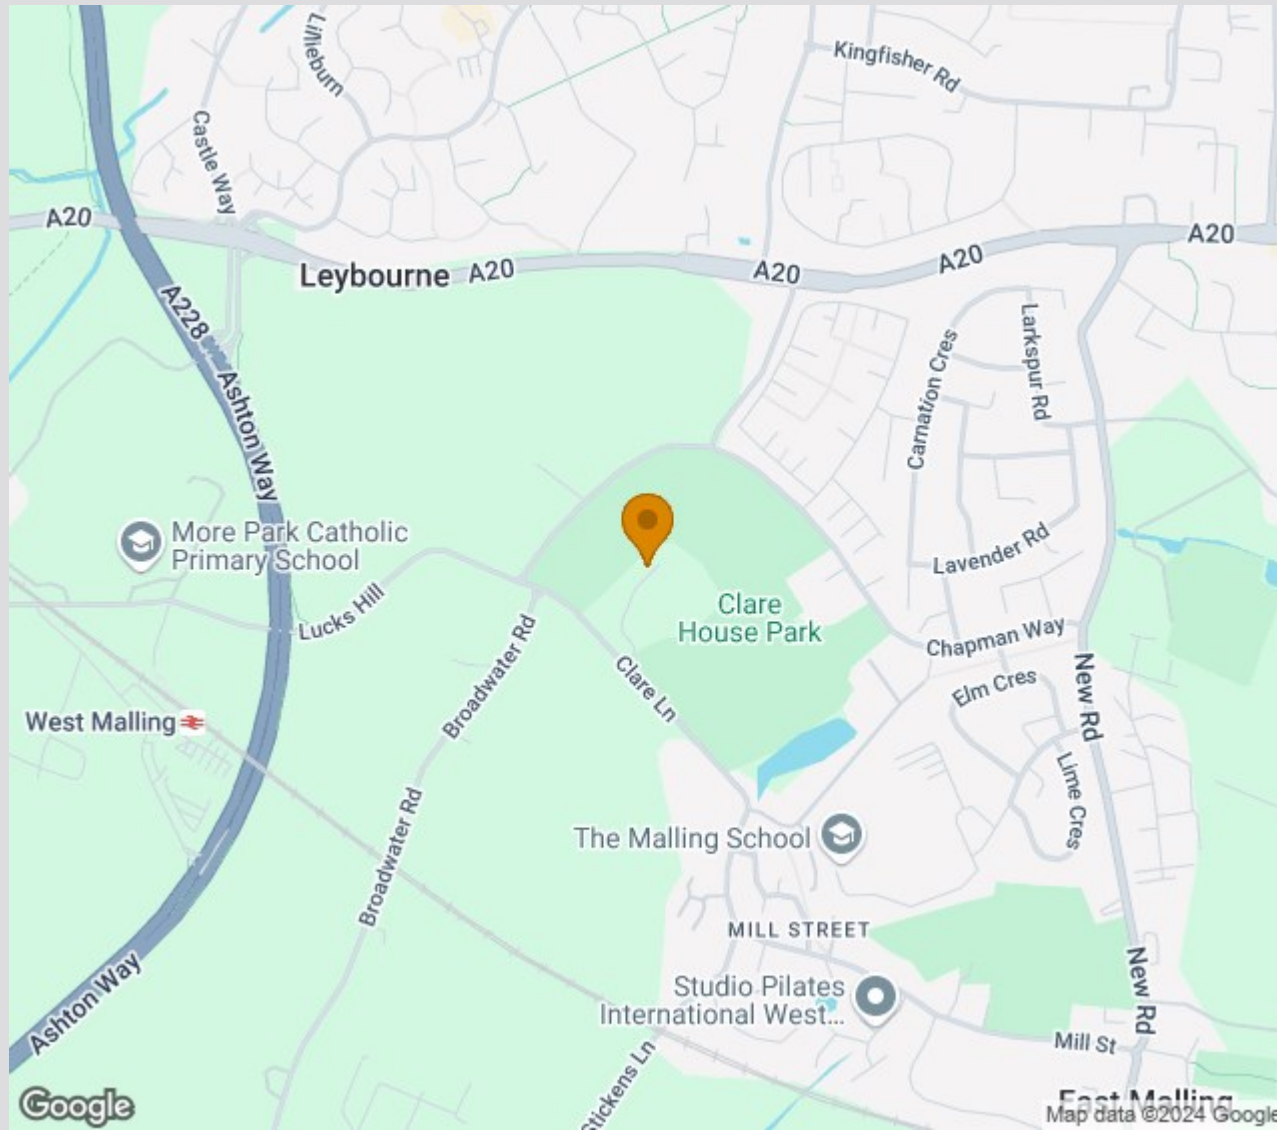 Lillieburn
Kingfisher Rd
Castle Way
A20
A20
Leybourne
A20
A20
A20
A228
Larkspur Rd
Carnation Cres
Ashton Way
More Park Catholic
Primary School
Lavender Rd
Lucks Hill
Clare
House Park
Chapman Way
Broadwater Rd
Clare Ln
Elm Cres
New Rd
West Malling
Lime Cres
Broadwater Rd
The Malling School
MILL STREET
Ashton Way
Studio Pilates
International West...
New Rd
Mill St
Stickens Ln
East Malling
Google
Map data ©2024 Google